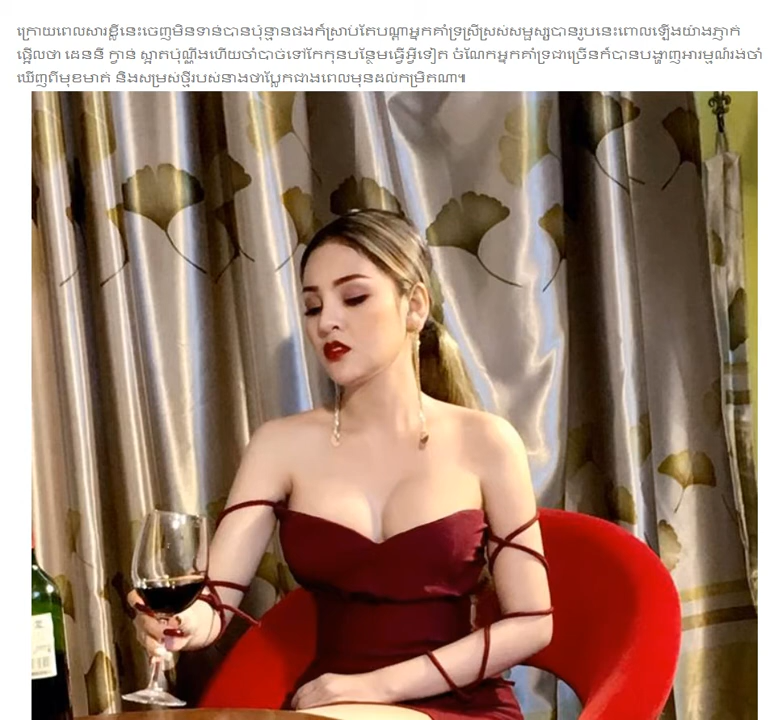 ក្រោយពេលសារខ្លីនេះចេញមិនទាន់បានប៉ុន្មានផងក៏ស្រាប់តែបណ្ដាអ្នកគាំទ្រស្រីស្រស់សម្ផស្សបានរូបនេះពោលឡើងយ៉ាងភ្ញាក់
ផ្អើលថា ដេននី ក្វាន់ ស្អាតប៉ុណ្ណឹងហើយចាំបាច់ទៅកែកុនបន្ថែមធ្វើអ្វីទៀត ចំណែកអ្នកគាំទ្រជាច្រើនក៏បានបង្ហាញអារម្មណ៍រង់ចាំ
ឃើញពីមុខមាត់ និងសម្រស់ថ្មីរបស់នាងថាប្លែកជាងពេលមុនដល់កម្រិតណា៕